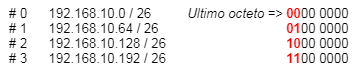 # 0 192.168.10.0 / 26 Ultimo octeto => 0000 0000
# 1 192.168.10.64 / 26 0100 0000
# 2 192.168.10.128 / 26 1000 0000
# 3 192.168.10.192 / 26 1100 0000